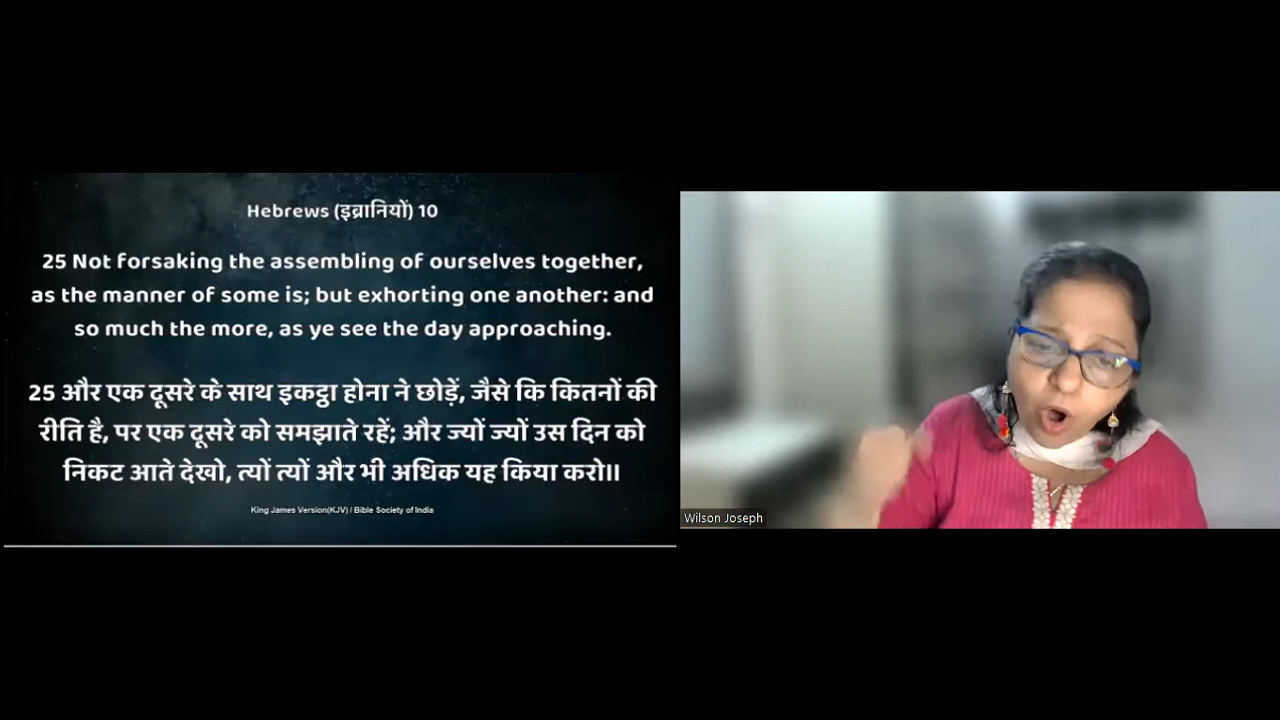 Hebrews (इब्रानियों) 10
25 Not forsaking the assembling of ourselves together,
as the manner of some is; but exhorting one another: and
so much the more, as ye see the day approaching.
25 और एक दूसरे के साथ इकट्ठा होना ने छोड़ें, जैसे कि कितनों की
रीति है, पर एक दूसरे को समझाते रहें; और ज्यों ज्यों उस दिन को
निकट आते देखो, त्यों त्यों और भी अधिक यह किया करो।।
King James Version(KJV) / Bible Society of India
Wilson Joseph